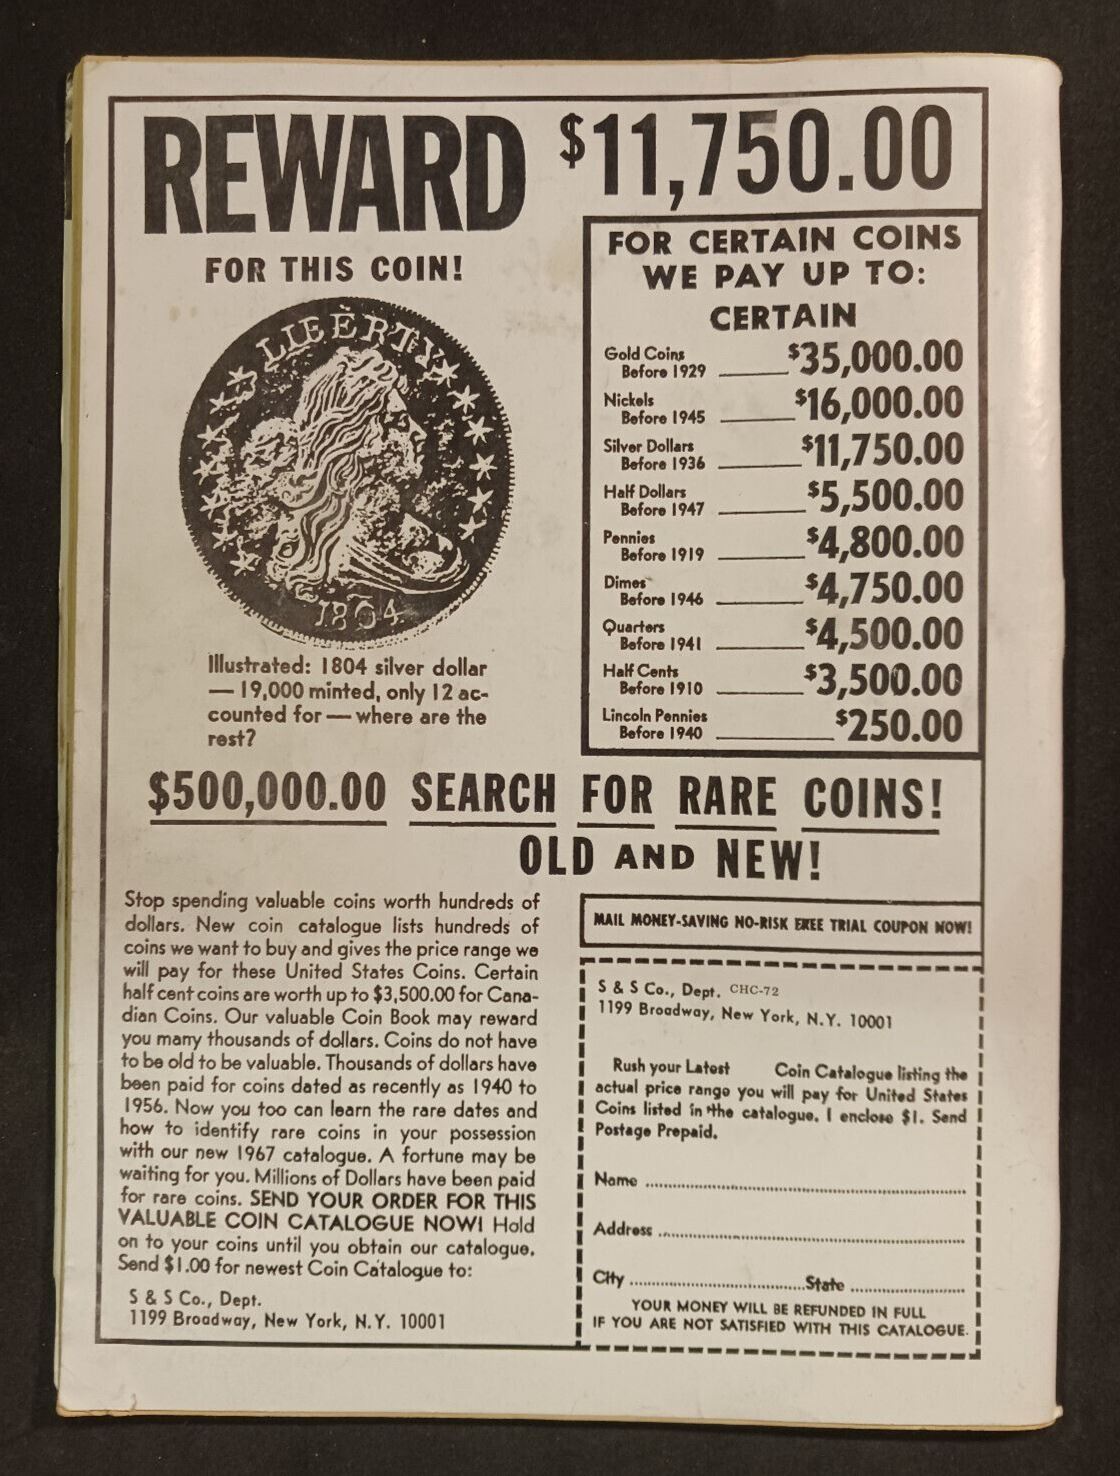 REWARD $11,750.00
FOR THIS COIN!
LIBERTY
1804
Illustrated: 1804 silver dollar
— 19,000 minted, only 12 ac-
counted for — where are the
rest?
FOR CERTAIN COINS
WE PAY UP TO:
CERTAIN
Gold Coins
Before 1929 $35,000.00
Nickels
Before 1945 $16,000.00
Silver Dollars
Before 1936 $11,750.00
Half Dollars
Before 1947 $5,500.00
Pennies
Before 1919 $4,800.00
Dimes
Before 1946 $4,750.00
Quarters
Before 1941 $4,500.00
Half Cents
Before 1910 $3,500.00
Lincoln Pennies
Before 1940 $250.00
$500,000.00 SEARCH FOR RARE COINS!
OLD AND NEW!
Stop spending valuable coins worth hundreds of
dollars. New coin catalogue lists hundreds of
coins we want to buy and gives the price range we
will pay for these United States Coins. Certain
half cent coins are worth up to $3,500.00 for Cana-
dian Coins. Our valuable Coin Book may reward
you many thousands of dollars. Coins do not have
to be old to be valuable. Thousands of dollars have
been paid for coins dated as recently as 1940 to
1956. Now you too can learn the rare dates and
how to identify rare coins in your possession
with our new 1967 catalogue. A fortune may be
waiting for you. Millions of Dollars have been paid
for rare coins. SEND YOUR ORDER FOR THIS
VALUABLE COIN CATALOGUE NOW! Hold
on to your coins until you obtain our catalogue.
Send $1.00 for newest Coin Catalogue to:
S & S Co., Dept.
1199 Broadway, New York, N.Y. 10001
MAIL MONEY-SAVING NO-RISK FREE TRIAL COUPON NOW!
S & S Co., Dept. CHC-72
1199 Broadway, New York, N.Y. 10001
Rush your Latest Coin Catalogue listing the
actual price range you will pay for United States
Coins listed in the catalogue. I enclose $1. Send
Postage Prepaid.
Name
Address
City State
YOUR MONEY WILL BE REFUNDED IN FULL
IF YOU ARE NOT SATISFIED WITH THIS CATALOGUE.